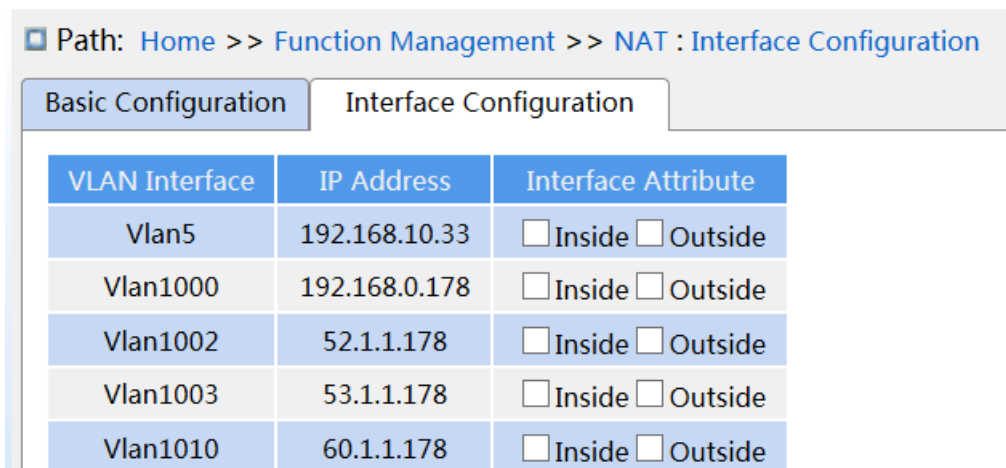 Path: Home >> Function Management >> NAT : Interface Configuration
Basic Configuration Interface Configuration
VLAN Interface IP Address Interface Attribute
Vlan5 192.168.10.33 Inside Outside
Vlan1000 192.168.0.178 Inside Outside
Vlan1002 52.1.1.178 Inside Outside
Vlan1003 53.1.1.178 Inside Outside
Vlan1010 60.1.1.178 Inside Outside